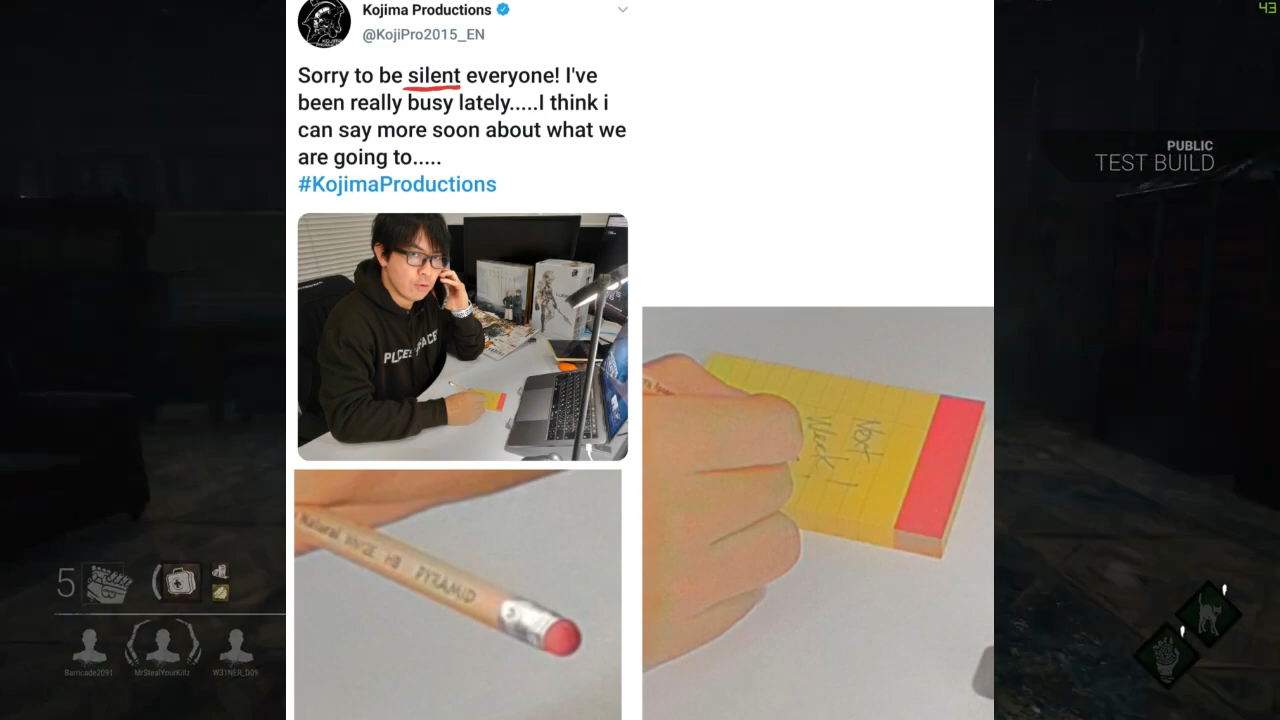 Kojima Productions
@KojiPro2015_EN
Sorry to be silent everyone! I've
been really busy lately.....I think i
can say more soon about what we
are going to.....
#KojimaProductions
Natural
HB
PYRAMID
Next
Week!
43
PUBLIC
TEST BUILD
5
Barricade2091
MrStealYourKillz
W31NER_D09